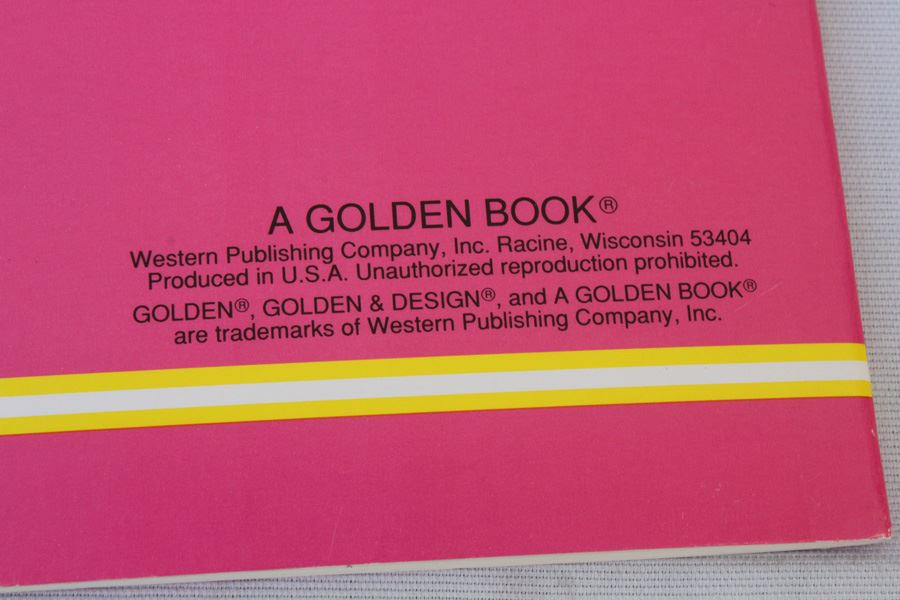 A GOLDEN BOOK®
Western Publishing Company, Inc. Racine, Wisconsin 53404
Produced in U.S.A. Unauthorized reproduction prohibited.
GOLDEN®, GOLDEN & DESIGN®, and A GOLDEN BOOK®
are trademarks of Western Publishing Company, Inc.